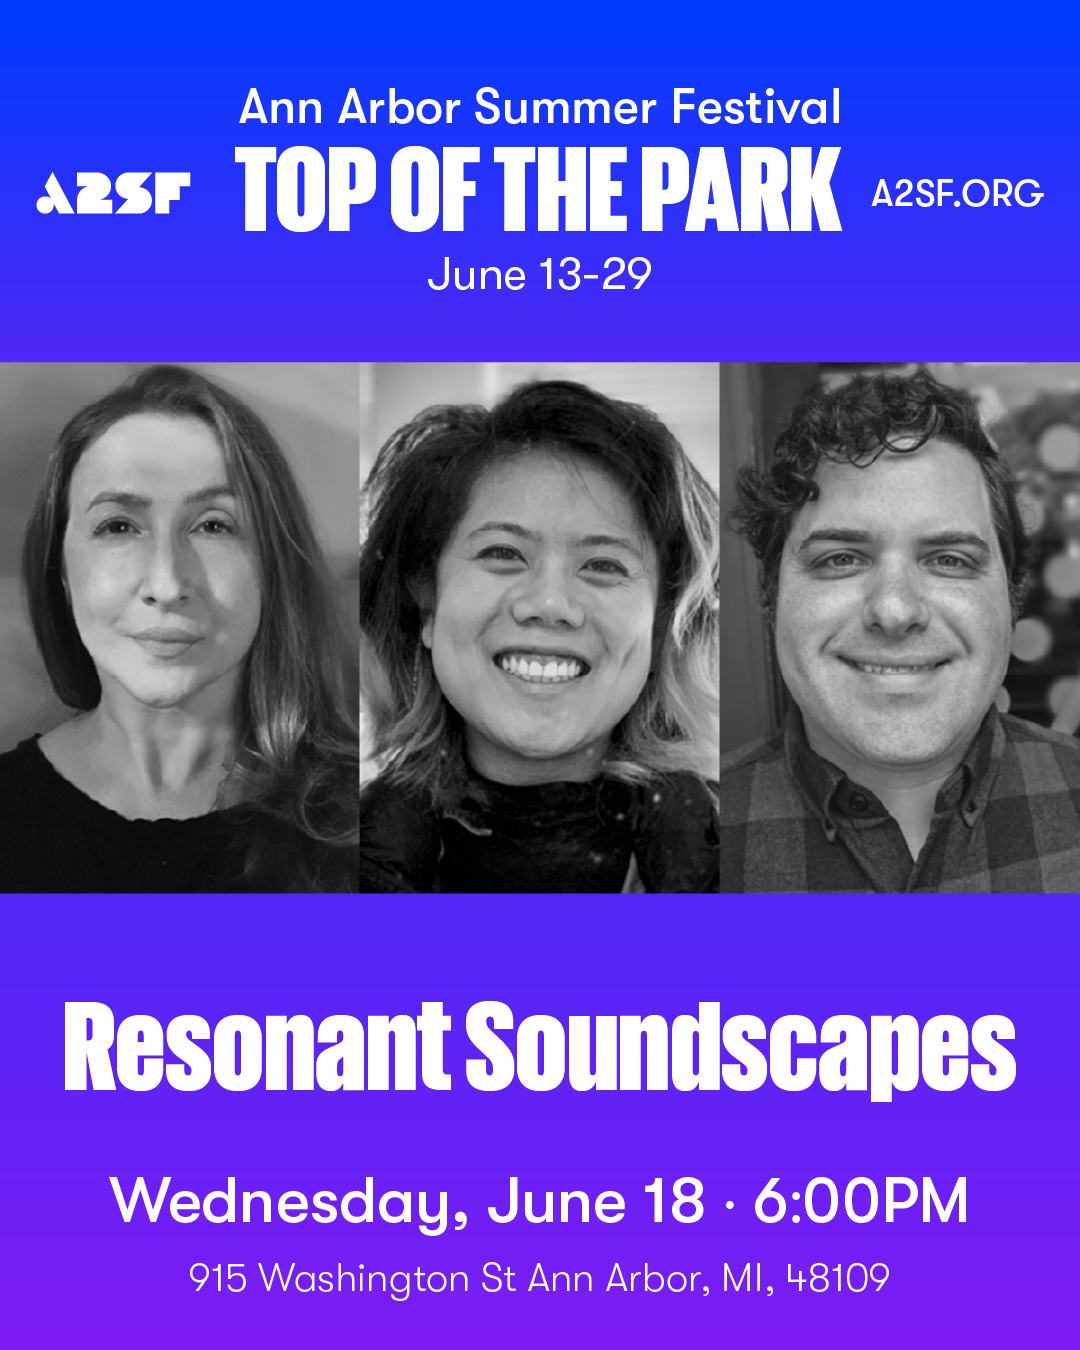 Ann Arbor Summer Festival
A2SF
TOP OF THE PARK
A2SF.ORG
June 13-29
Resonant Soundscapes
Wednesday, June 18 · 6:00PM
915 Washington St Ann Arbor, MI, 48109